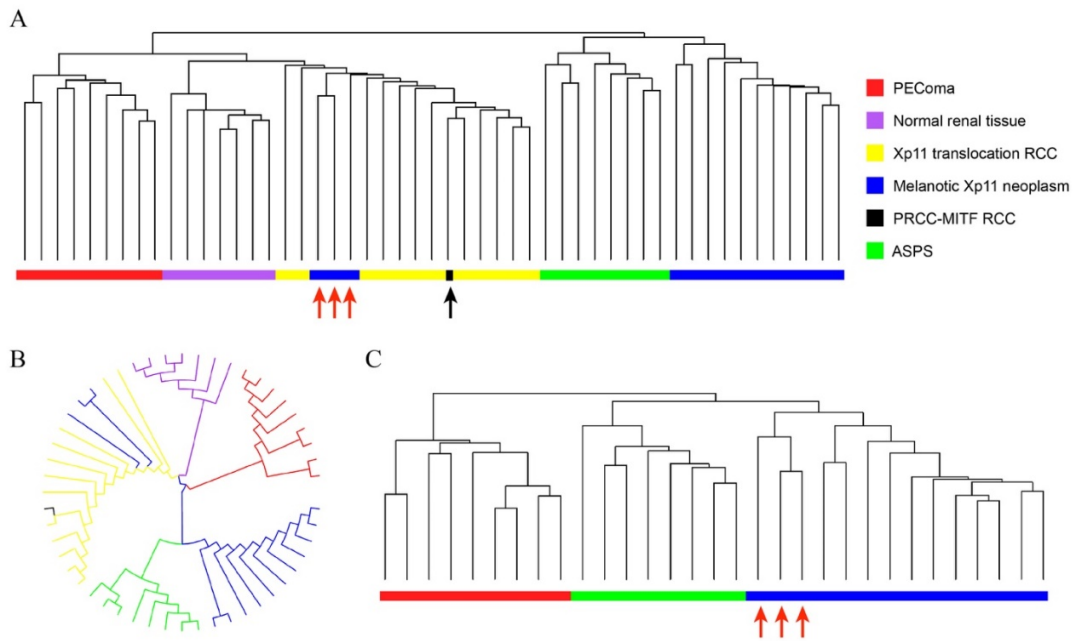 A
PEComa
Normal renal tissue
Xp11 translocation RCC
Melanotic Xp11 neoplasm
PRCC-MITF RCC
ASPS
B
C